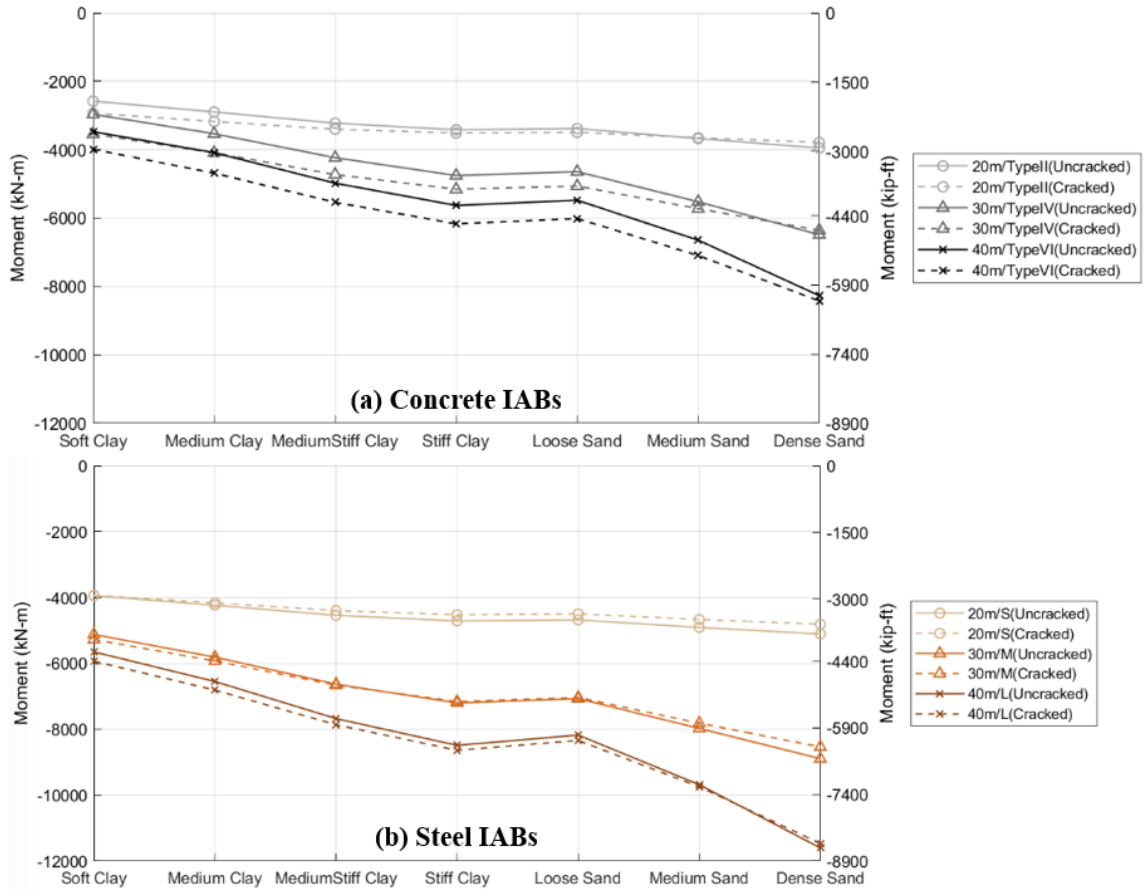 0
-2000
-4000
-6000
-8000
-10000
-12000
Moment (kN-m)
0
-1500
-3000
-4400
-5900
-7400
-8900
Moment (kip-ft)
20m/TypeII(Uncracked)
20m/TypeII(Cracked)
30m/TypeIV(Uncracked)
30m/TypeIV(Cracked)
40m/TypeVI(Uncracked)
40m/TypeVI(Cracked)
(a) Concrete IABs
Soft Clay Medium Clay MediumStiff Clay Stiff Clay Loose Sand Medium Sand Dense Sand
0
-2000
-4000
-6000
-8000
-10000
-12000
Moment (kN-m)
0
-1500
-3000
-4400
-5900
-7400
-8900
Moment (kip-ft)
20m/S(Uncracked)
20m/S(Cracked)
30m/M(Uncracked)
30m/M(Cracked)
40m/L(Uncracked)
40m/L(Cracked)
(b) Steel IABs
Soft Clay Medium Clay MediumStiff Clay Stiff Clay Loose Sand Medium Sand Dense Sand